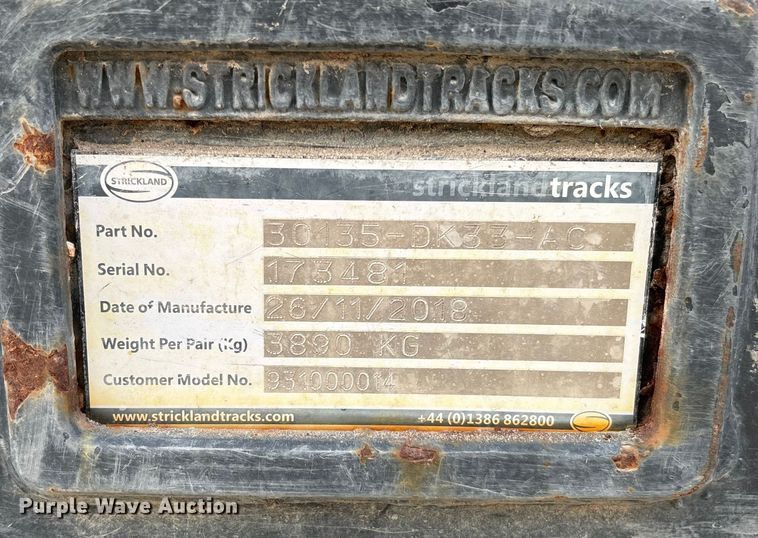 WWW.STRICKLANDTRACKS.COM
STRICKLAND
stricklandtracks
Part No. 30135-DK33-AC
Serial No. 173481
Date of Manufacture 26/11/2018
Weight Per Pair (Kg) 3890 KG
Customer Model No. 931000014
www.stricklandtracks.com +44 (0)1386 862800
Purple Wave Auction